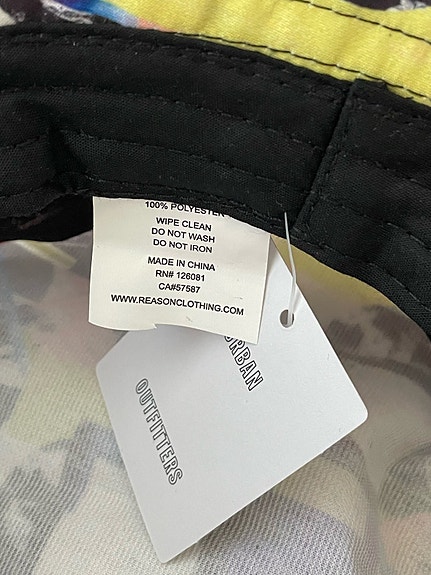 100% POLYESTER
WIPE CLEAN
DO NOT WASH
DO NOT IRON
MADE IN CHINA
RN# 126081
CA#57587
WWW.REASONCLOTHING.COM
URBAN
OUTFITTERS